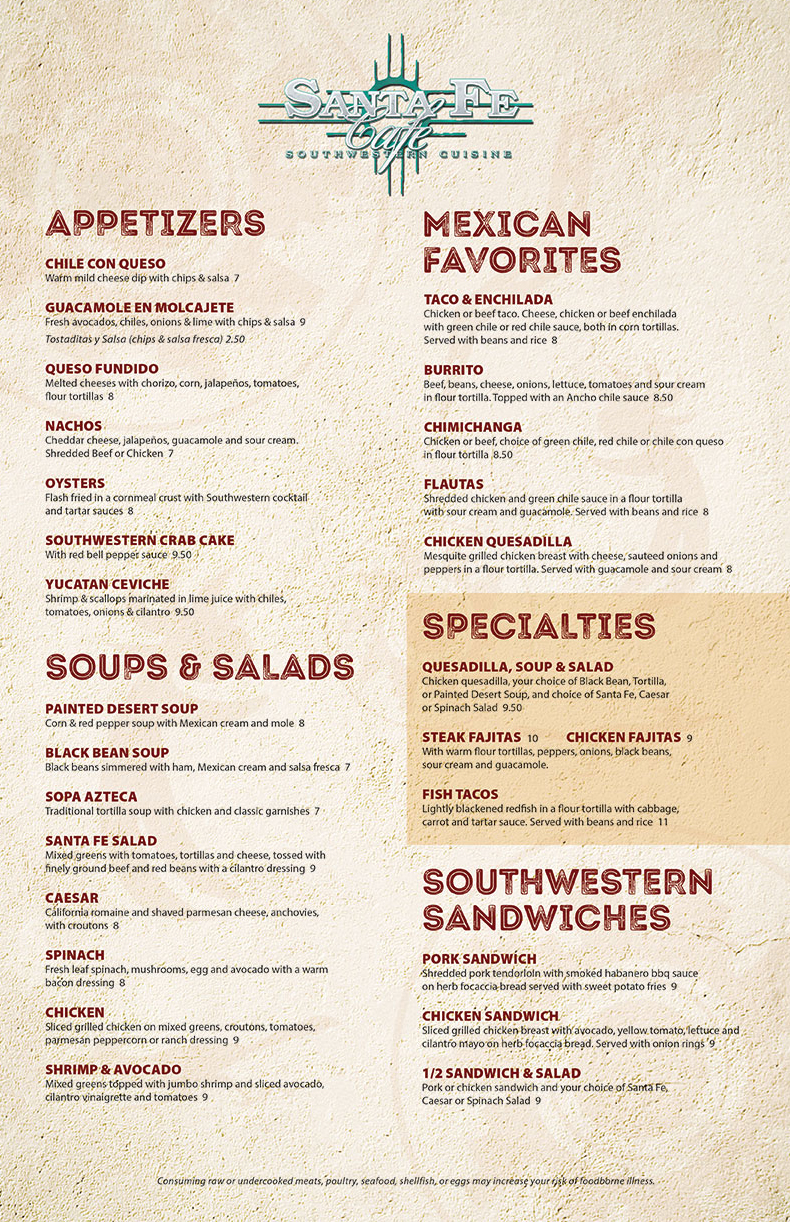 SANTA FE
Cafe
SOUTHWESTERN CUISINE
APPETIZERS
CHILE CON QUESO
Warm mild cheese dip with chips & salsa 7
GUACAMOLE EN MOLCAJETE
Fresh avocados, chiles, onions & lime with chips & salsa 9
Tostaditas y Salsa (chips & salsa fresca) 2.50
QUESO FUNDIDO
Melted cheeses with chorizo, corn, jalapeños, tomatoes,
flour tortillas 8
NACHOS
Cheddar cheese, jalapeños, guacamole and sour cream.
Shredded Beef or Chicken 7
OYSTERS
Flash fried in a cornmeal crust with Southwestern cocktail
and tartar sauces 8
SOUTHWESTERN CRAB CAKE
With red bell pepper sauce 9.50
YUCATAN CEVICHE
Shrimp & scallops marinated in lime juice with chiles,
tomatoes, onions & cilantro 9.50
SOUPS & SALADS
PAINTED DESERT SOUP
Corn & red pepper soup with Mexican cream and mole 8
BLACK BEAN SOUP
Black beans simmered with ham, Mexican cream and salsa fresca 7
SOPA AZTECA
Traditional tortilla soup with chicken and classic garnishes 7
SANTA FE SALAD
Mixed greens with tomatoes, tortillas and cheese, tossed with
finely ground beef and red beans with a cilantro dressing 9
CAESAR
California romaine and shaved parmesan cheese, anchovies,
with croutons 8
SPINACH
Fresh leaf spinach, mushrooms, egg and avocado with a warm
bacon dressing 8
CHICKEN
Sliced grilled chicken on mixed greens, croutons, tomatoes,
parmesan peppercorn or ranch dressing 9
SHRIMP & AVOCADO
Mixed greens topped with jumbo shrimp and sliced avocado,
cilantro vinaigrette and tomatoes 9
MEXICAN
FAVORITES
TACO & ENCHILADA
Chicken or beef taco. Cheese, chicken or beef enchilada
with green chile or red chile sauce, both in corn tortillas.
Served with beans and rice 8
BURRITO
Beef, beans, cheese, onions, lettuce, tomatoes and sour cream
in flour tortilla. Topped with an Ancho chile sauce 8.50
CHIMICHANGA
Chicken or beef, choice of green chile, red chile or chile con queso
in flour tortilla 8.50
FLAUTAS
Shredded chicken and green chile sauce in a flour tortilla
with sour cream and guacamole. Served with beans and rice 8
CHICKEN QUESADILLA
Mesquite grilled chicken breast with cheese, sauteed onions and
peppers in a flour tortilla. Served with guacamole and sour cream 8
SPECIALTIES
QUESADILLA, SOUP & SALAD
Chicken quesadilla, your choice of Black Bean, Tortilla,
or Painted Desert Soup, and choice of Santa Fe, Caesar
or Spinach Salad 9.50
STEAK FAJITAS 10 CHICKEN FAJITAS 9
With warm flour tortillas, peppers, onions, black beans,
sour cream and guacamole.
FISH TACOS
Lightly blackened redfish in a flour tortilla with cabbage,
carrot and tartar sauce. Served with beans and rice 11
SOUTHWESTERN
SANDWICHES
PORK SANDWICH
Shredded pork tenderloln with smoked habanero bbq sauce
on herb focaccia bread served with sweet potato fries 9
CHICKEN SANDWICH
Sliced grilled chicken breast with avocado, yellow tomato, leftuce and
cilantro mayo on herb focaccia bread. Served with onion rings 9
1/2 SANDWICH & SALAD
Pork or chicken sandwich and your choice of Santa Fe,
Caesar or Spinach Salad 9
Consuming raw or undercooked meats, poultry, seafood, shellfish, or eggs may increase your risk of foodbbrne illness.